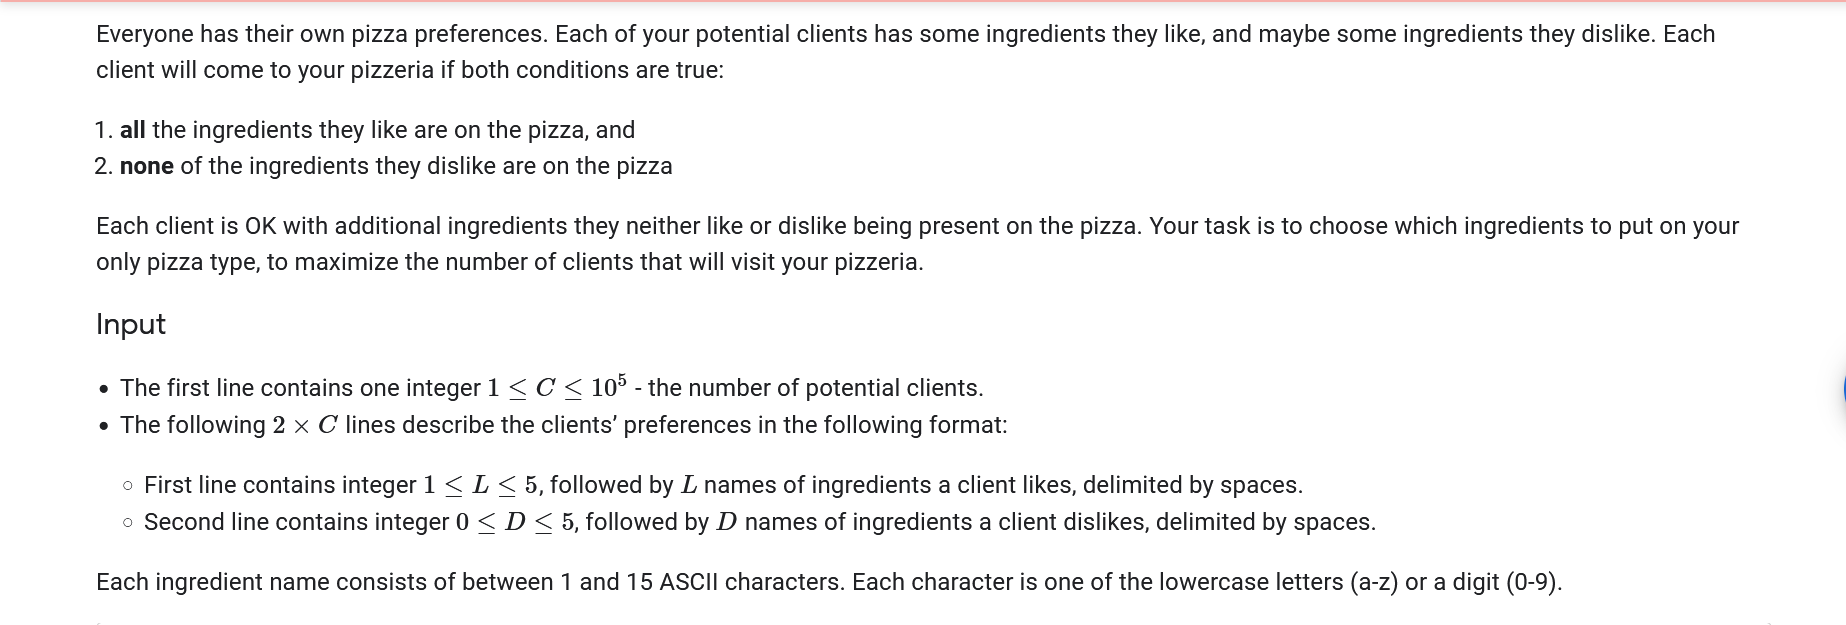 Everyone has their own pizza preferences. Each of your potential clients has some ingredients they like, and maybe some ingredients they dislike. Each
client will come to your pizzeria if both conditions are true:
1. all the ingredients they like are on the pizza, and
2. none of the ingredients they dislike are on the pizza
Each client is OK with additional ingredients they neither like or dislike being present on the pizza. Your task is to choose which ingredients to put on your
only pizza type, to maximize the number of clients that will visit your pizzeria.
Input
• The first line contains one integer 1 ≤ C ≤ 10⁵ - the number of potential clients.
• The following 2 × C lines describe the clients’ preferences in the following format:
○ First line contains integer 1 ≤ L ≤ 5, followed by L names of ingredients a client likes, delimited by spaces.
○ Second line contains integer 0 ≤ D ≤ 5, followed by D names of ingredients a client dislikes, delimited by spaces.
Each ingredient name consists of between 1 and 15 ASCII characters. Each character is one of the lowercase letters (a-z) or a digit (0-9).